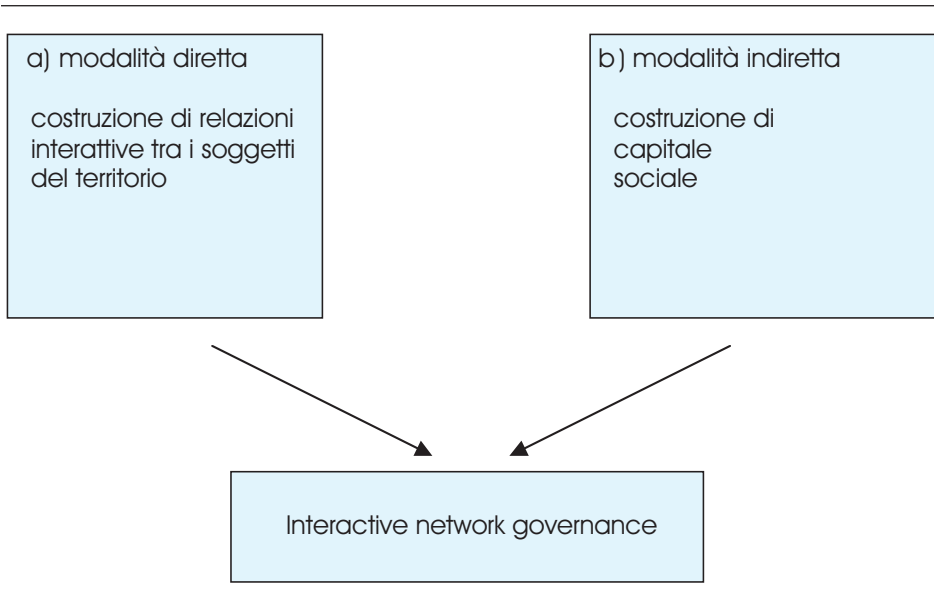 a) modalità diretta
costruzione di relazioni
interattive tra i soggetti
del territorio
b) modalità indiretta
costruzione di
capitale
sociale
Interactive network governance